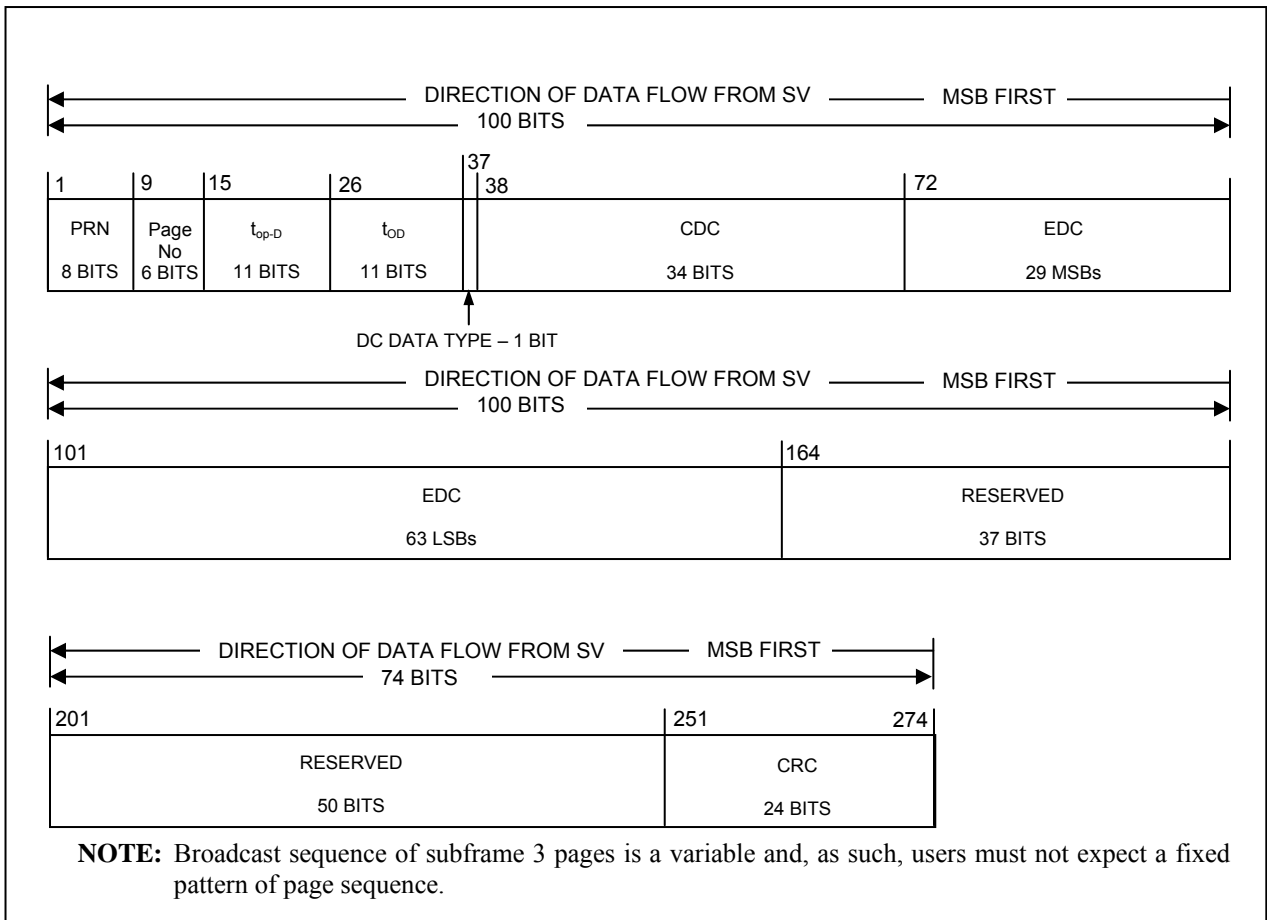 DIRECTION OF DATA FLOW FROM SV MSB FIRST
100 BITS
1 9 15 26 37 38 72
PRN Page No t_op-D t_OD CDC EDC
8 BITS 6 BITS 11 BITS 11 BITS 34 BITS 29 MSBs
DC DATA TYPE – 1 BIT
DIRECTION OF DATA FLOW FROM SV MSB FIRST
100 BITS
101 164
EDC RESERVED
63 LSBs 37 BITS
DIRECTION OF DATA FLOW FROM SV MSB FIRST
74 BITS
201 251 274
RESERVED CRC
50 BITS 24 BITS
NOTE: Broadcast sequence of subframe 3 pages is a variable and, as such, users must not expect a fixed
pattern of page sequence.